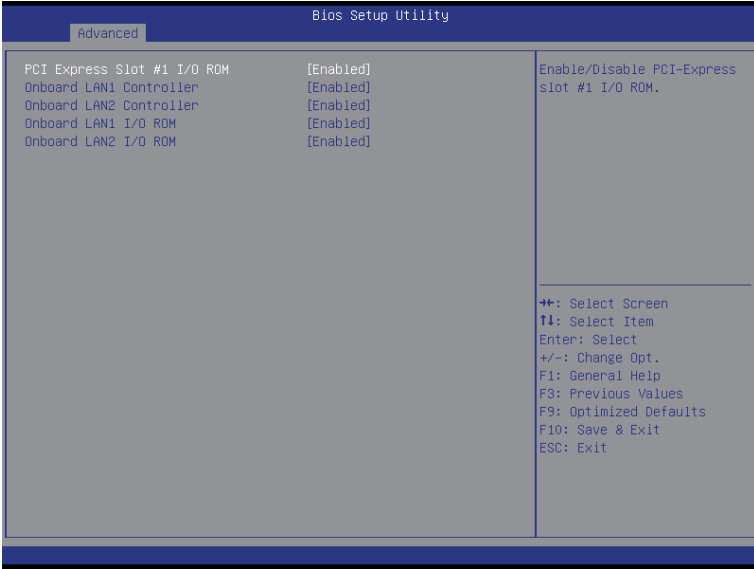 Bios Setup Utility
Advanced
PCI Express Slot #1 I/O ROM [Enabled]
Onboard LAN1 Controller [Enabled]
Onboard LAN2 Controller [Enabled]
Onboard LAN1 I/O ROM [Enabled]
Onboard LAN2 I/O ROM [Enabled]
Enable/Disable PCI-Express
slot #1 I/O ROM.
→←: Select Screen
↑↓: Select Item
Enter: Select
+/-: Change Opt.
F1: General Help
F3: Previous Values
F9: Optimized Defaults
F10: Save & Exit
ESC: Exit